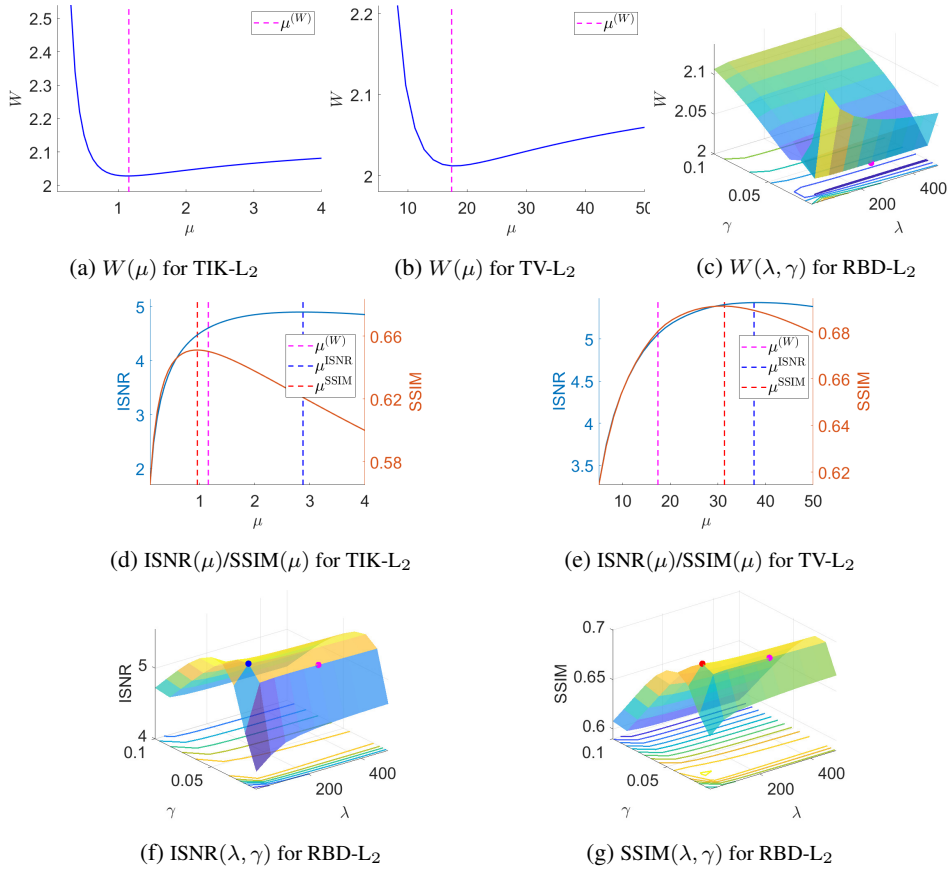 2.5
2.4
2.3
2.2
2.1
2
W
1
2
3
4
μ
μ^(W)
2.2
2.1
2
W
10
20
30
40
50
μ
μ^(W)
2.1
2.05
2
W
0.1
0.05
γ
200
400
λ
(a) W(μ) for TIK-L₂
(b) W(μ) for TV-L₂
(c) W(λ, γ) for RBD-L₂
5
4
3
2
ISNR
0.66
0.62
0.58
SSIM
0
1
2
3
4
μ
μ^(W)
μ^ISNR
μ^SSIM
5
4.5
4
3.5
ISNR
0.68
0.66
0.64
0.62
SSIM
10
20
30
40
50
μ
μ^(W)
μ^ISNR
μ^SSIM
(d) ISNR(μ)/SSIM(μ) for TIK-L₂
(e) ISNR(μ)/SSIM(μ) for TV-L₂
5
4
ISNR
0.1
0.05
γ
200
400
λ
0.7
0.65
0.6
SSIM
0.1
0.05
γ
200
400
λ
(f) ISNR(λ, γ) for RBD-L₂
(g) SSIM(λ, γ) for RBD-L₂